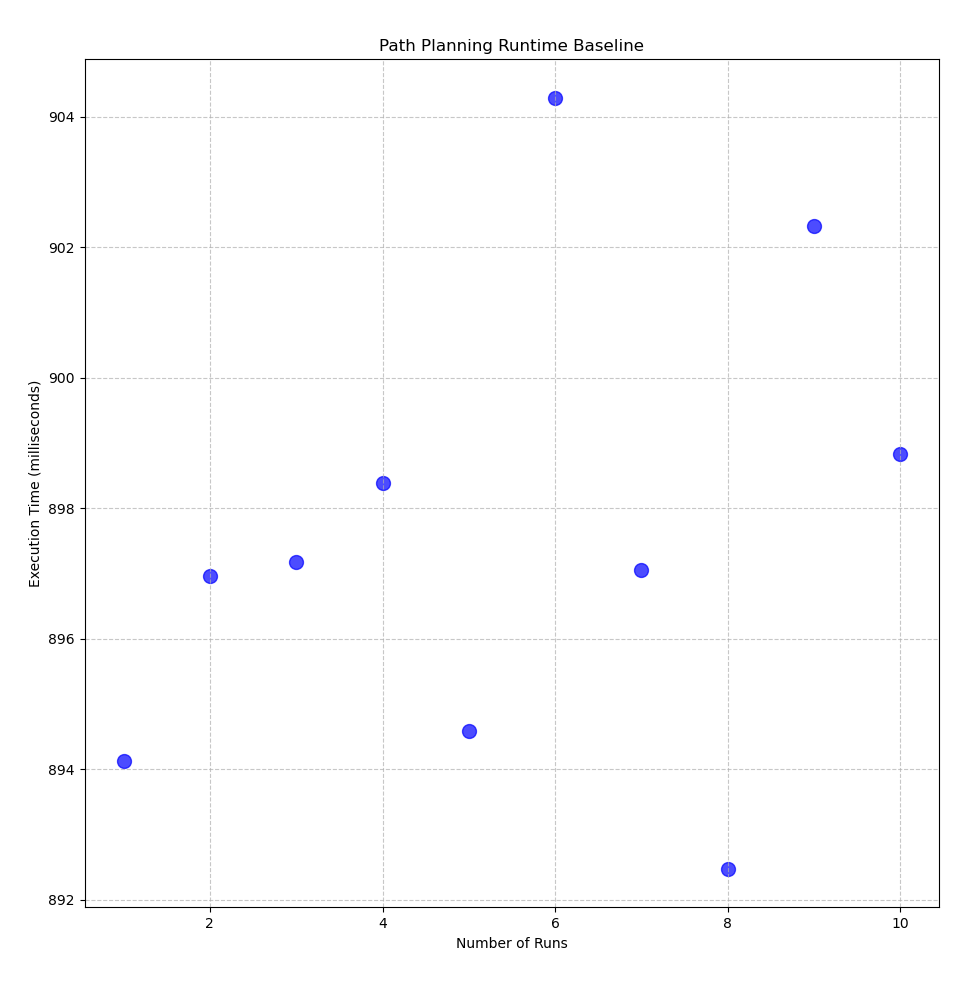 Path Planning Runtime Baseline
904
902
900
898
896
894
892
Execution Time (milliseconds)
2 4 6 8 10
Number of Runs